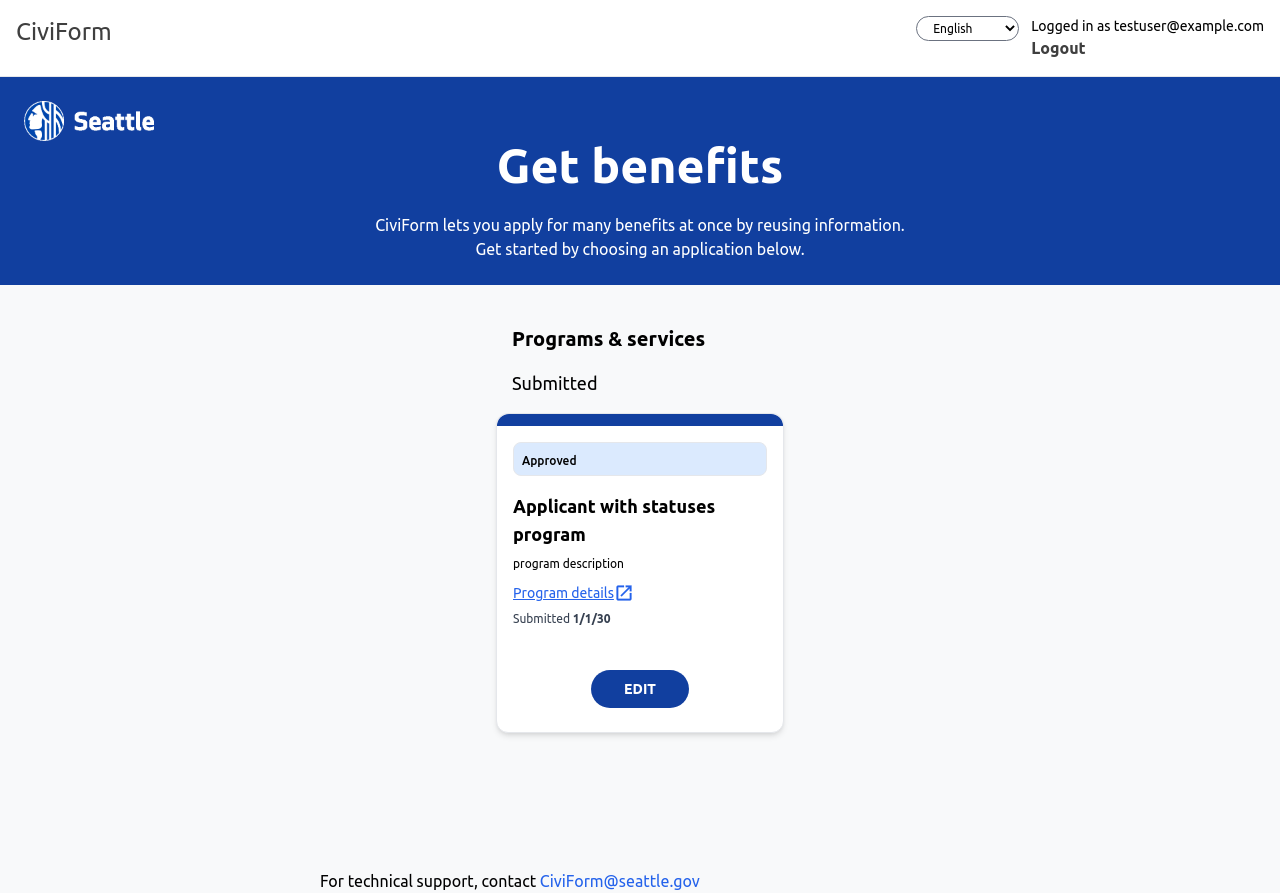 CiviForm
English
Logged in as testuser@example.com
Logout
Seattle
Get benefits
CiviForm lets you apply for many benefits at once by reusing information.
Get started by choosing an application below.
Programs & services
Submitted
Approved
Applicant with statuses
program
program description
Program details
Submitted 1/1/30
EDIT
For technical support, contact CiviForm@seattle.gov